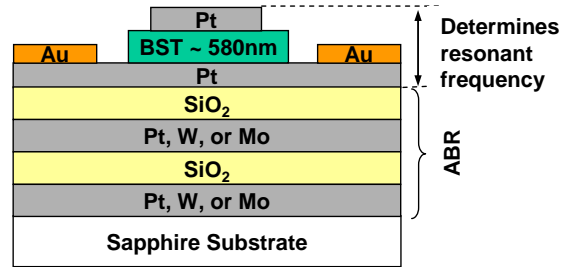 Pt
Determines
resonant
frequency
Au
BST ~ 580nm
Au
Pt
SiO₂
Pt, W, or Mo
SiO₂
Pt, W, or Mo
ABR
Sapphire Substrate